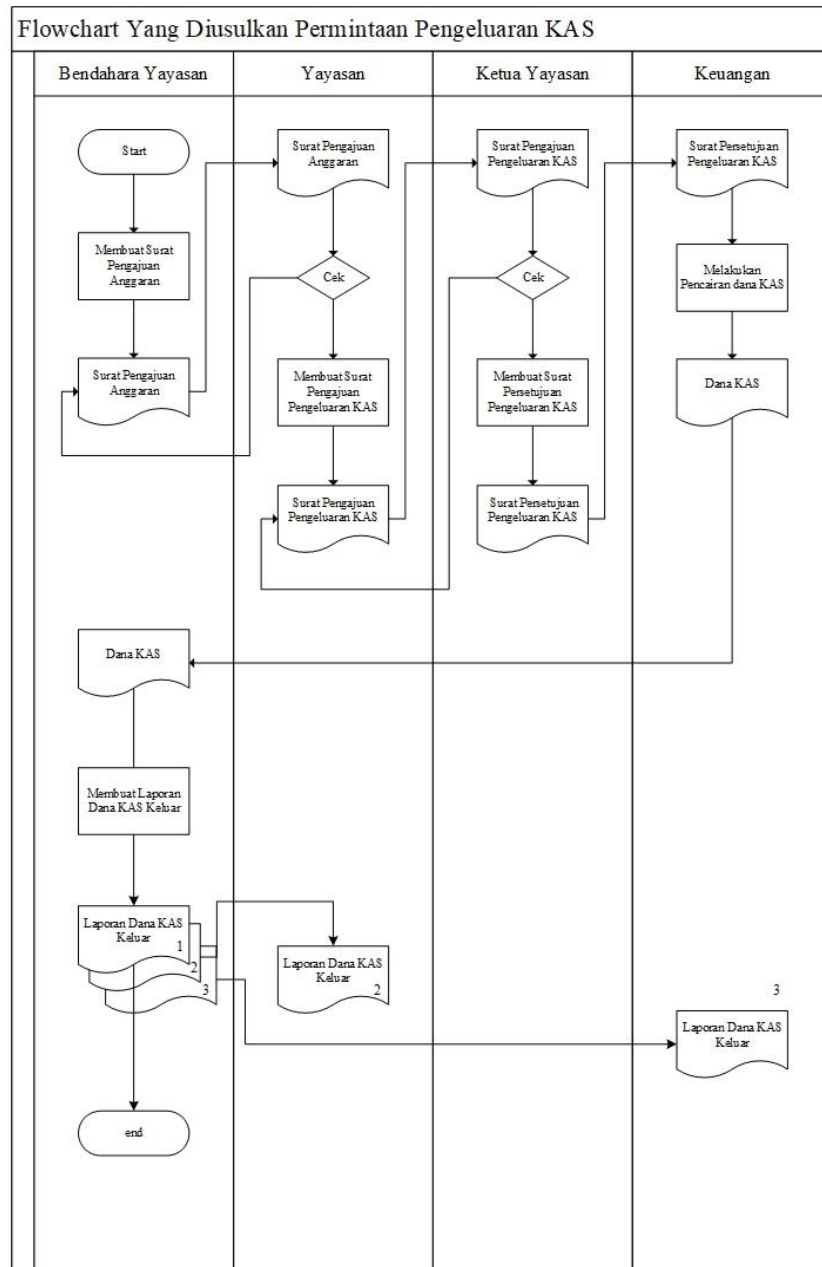 Flowchart Yang Diusulkan Permintaan Pengeluaran KAS
Bendahara Yayasan
Yayasan
Ketua Yayasan
Keuangan
Start
Membuat Surat
Pengajuan
Anggaran
Surat Pengajuan
Anggaran
Surat Pengajuan
Anggaran
Cek
Membuat Surat
Pengajuan
Pengeluaran KAS
Surat Pengajuan
Pengeluaran KAS
Surat Pengajuan
Pengeluaran KAS
Cek
Membuat Surat
Persetujuan
Pengeluaran KAS
Surat Persetujuan
Pengeluaran KAS
Surat Persetujuan
Pengeluaran KAS
Melakukan
Pencairan dana KAS
Dana KAS
Dana KAS
Membuat Laporan
Dana KAS Keluar
Laporan Dana KAS
Keluar
1
2
3
Laporan Dana KAS
Keluar
2
3
Laporan Dana KAS
Keluar
end